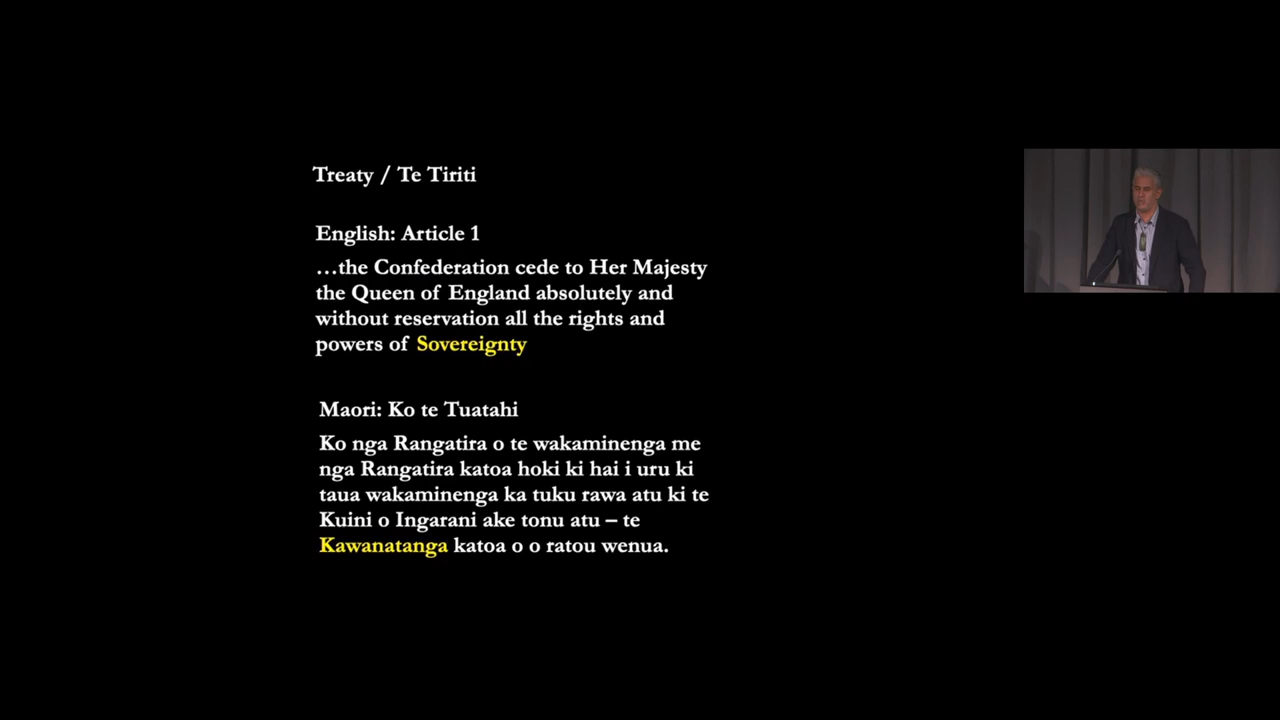 Treaty / Te Tiriti
English: Article 1
…the Confederation cede to Her Majesty
the Queen of England absolutely and
without reservation all the rights and
powers of Sovereignty
Maori: Ko te Tuatahi
Ko nga Rangatira o te wakaminenga me
nga Rangatira katoa hoki ki hai i uru ki
taua wakaminenga ka tuku rawa atu ki te
Kuini o Ingarani ake tonu atu – te
Kawanatanga katoa o o ratou wenua.